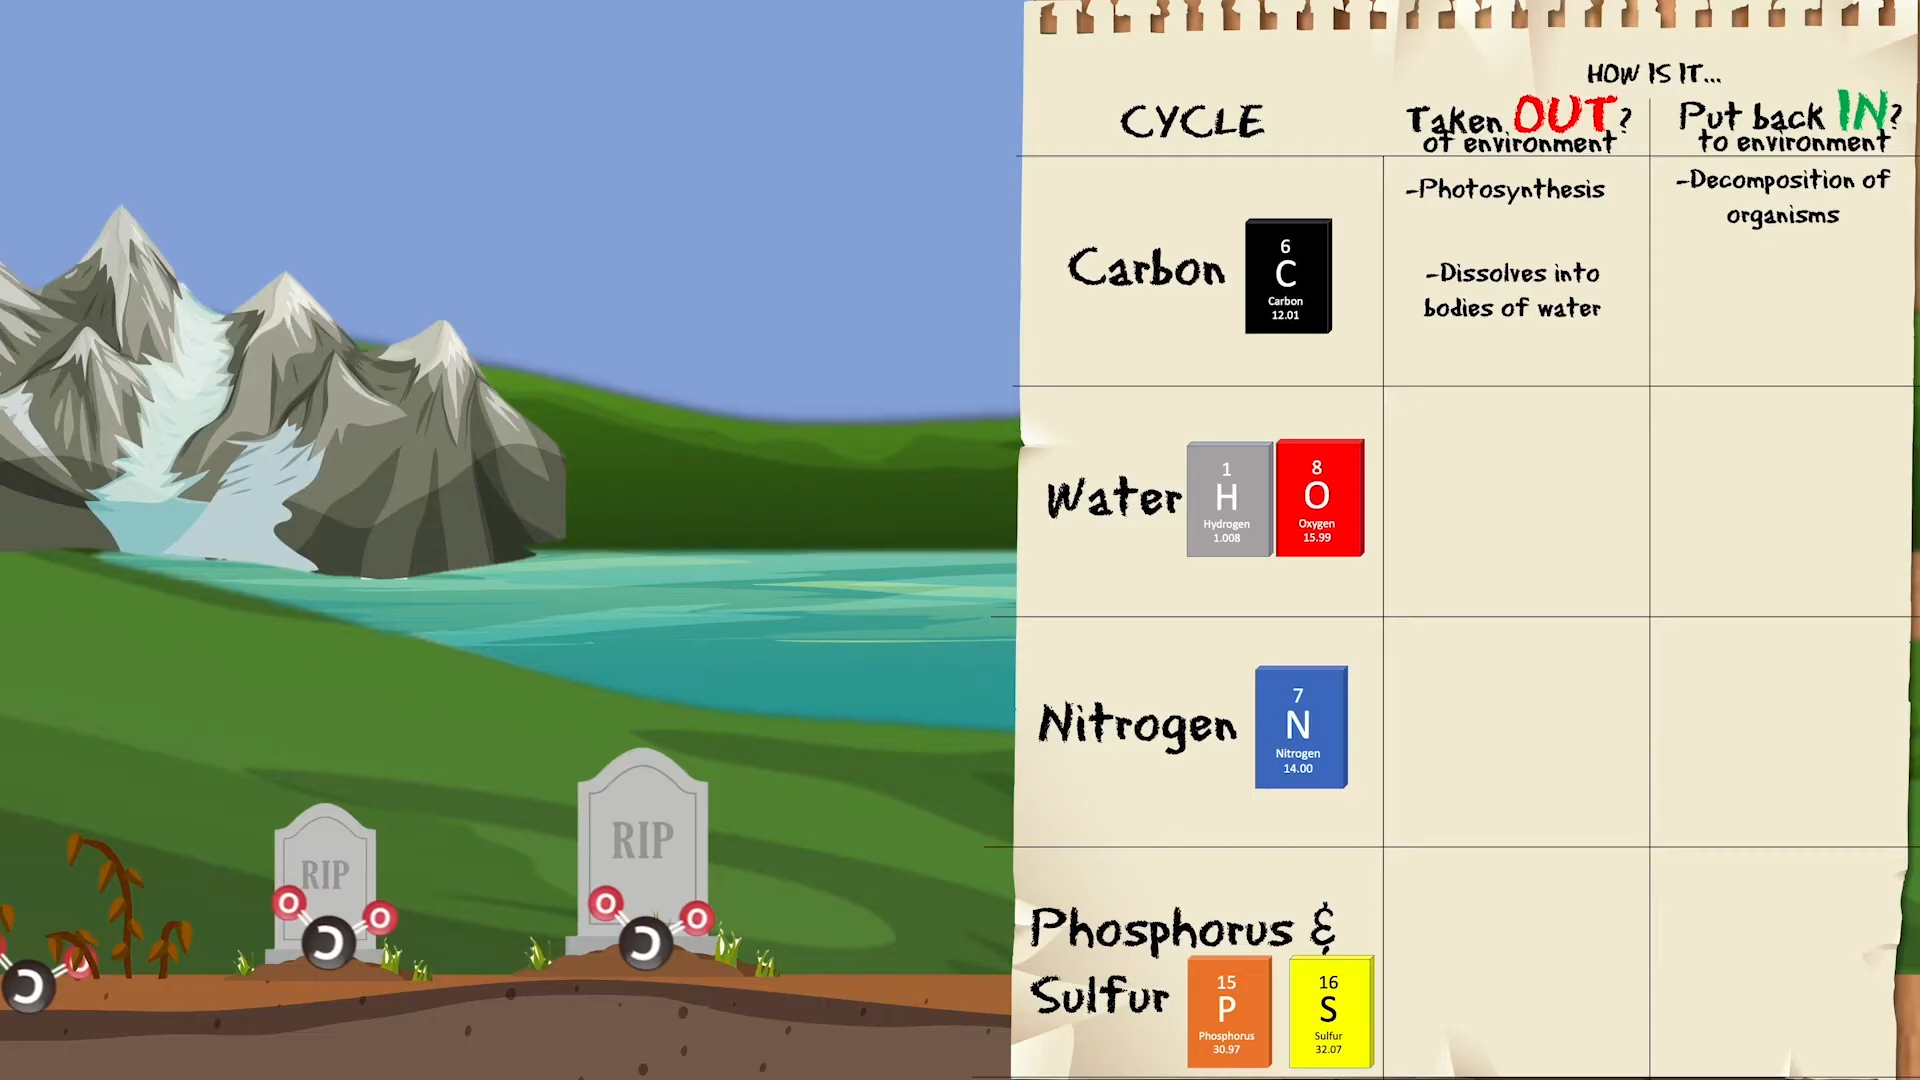 HOW IS IT...
CYCLE
Taken OUT?
of environment
Put back IN?
to environment
Carbon
6
C
Carbon
12.01
-Photosynthesis
-Dissolves into
bodies of water
-Decomposition of
organisms
Water
1
H
Hydrogen
1.008
8
O
Oxygen
15.99
Nitrogen
7
N
Nitrogen
14.00
Phosphorus &
Sulfur
15
P
Phosphorus
30.97
16
S
Sulfur
32.07
RIP
RIP
O
O
C
O
O
C
C